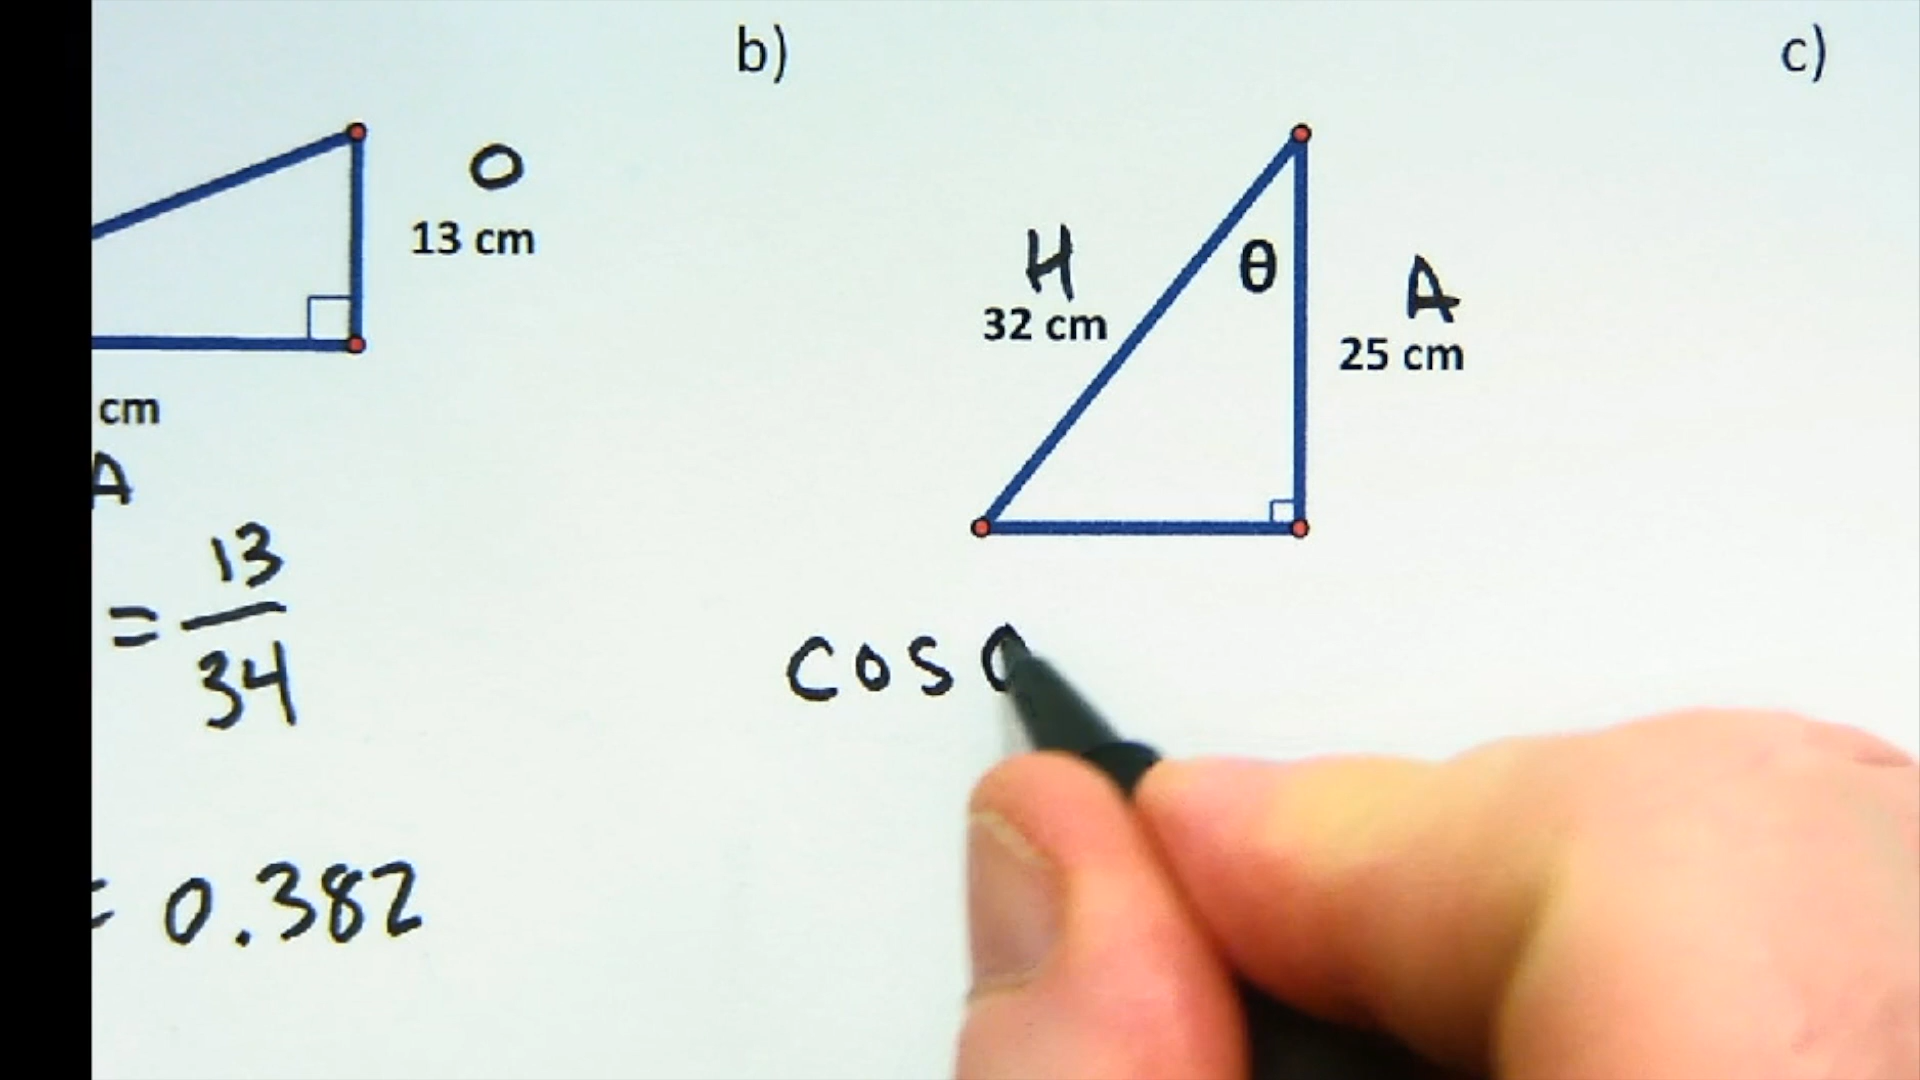 b)
c)
O
13 cm
H
32 cm
θ
A
25 cm
cm
A
= 13
34
cos
= 0.382